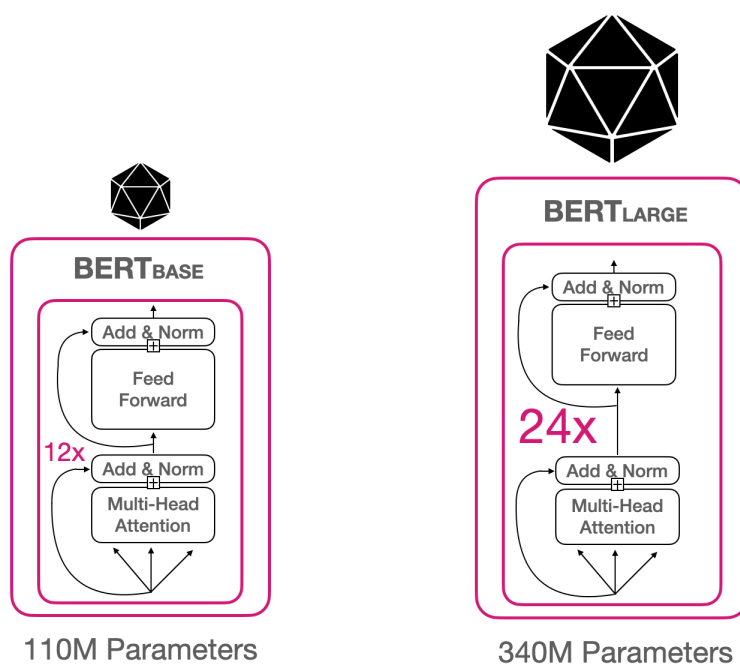 BERTBASE
Add & Norm
Feed
Forward
12x
Add & Norm
Multi-Head
Attention
110M Parameters
BERTLARGE
Add & Norm
Feed
Forward
24x
Add & Norm
Multi-Head
Attention
340M Parameters